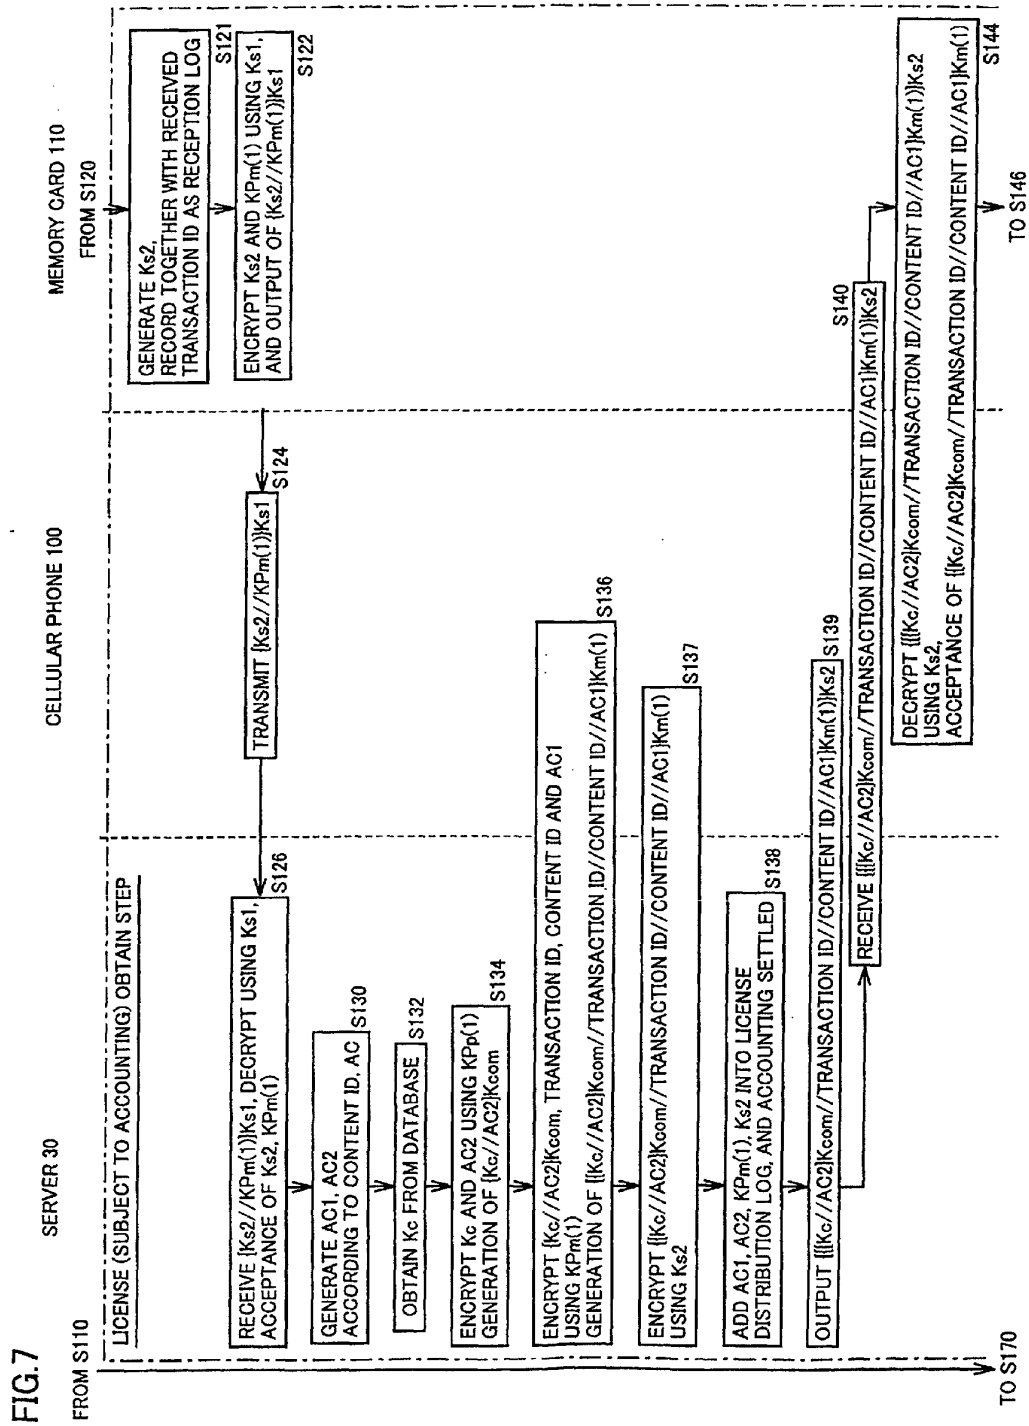 FIG.7
SERVER 30
CELLULAR PHONE 100
MEMORY CARD 110
FROM S110
FROM S120
LICENSE (SUBJECT TO ACCOUNTING) OBTAIN STEP
GENERATE Ks2,
RECORD TOGETHER WITH RECEIVED
TRANSACTION ID AS RECEPTION LOG
S121
ENCRYPT Ks2 AND KPm(1) USING Ks1,
AND OUTPUT OF {Ks2//KPm(1)}Ks1
S122
TRANSMIT {Ks2//KPm(1)}Ks1
S124
RECEIVE {Ks2//KPm(1)}Ks1, DECRYPT USING Ks1,
ACCEPTANCE OF Ks2, KPm(1)
S126
GENERATE AC1, AC2
ACCORDING TO CONTENT ID, AC
S130
OBTAIN Kc FROM DATABASE
S132
ENCRYPT Kc AND AC2 USING KPp(1)
GENERATION OF {Kc//AC2}Kcom
S134
ENCRYPT {Kc//AC2}Kcom, TRANSACTION ID, CONTENT ID AND AC1
USING KPm(1)
GENERATION OF {{Kc//AC2}Kcom//TRANSACTION ID//CONTENT ID//AC1}Km(1)
S136
ENCRYPT {{Kc//AC2}Kcom//TRANSACTION ID//CONTENT ID//AC1}Km(1)
USING Ks2
S137
ADD AC1, AC2, KPm(1), Ks2 INTO LICENSE
DISTRIBUTION LOG, AND ACCOUNTING SETTLED
S138
OUTPUT {{{Kc//AC2}Kcom//TRANSACTION ID//CONTENT ID//AC1}Km(1)}Ks2
S139
RECEIVE {{{Kc//AC2}Kcom//TRANSACTION ID//CONTENT ID//AC1}Km(1)}Ks2
S140
DECRYPT {{{Kc//AC2}Kcom//TRANSACTION ID//CONTENT ID//AC1}Km(1)}Ks2
USING Ks2,
ACCEPTANCE OF {{Kc//AC2}Kcom//TRANSACTION ID//CONTENT ID//AC1}Km(1)
S144
TO S170
TO S146